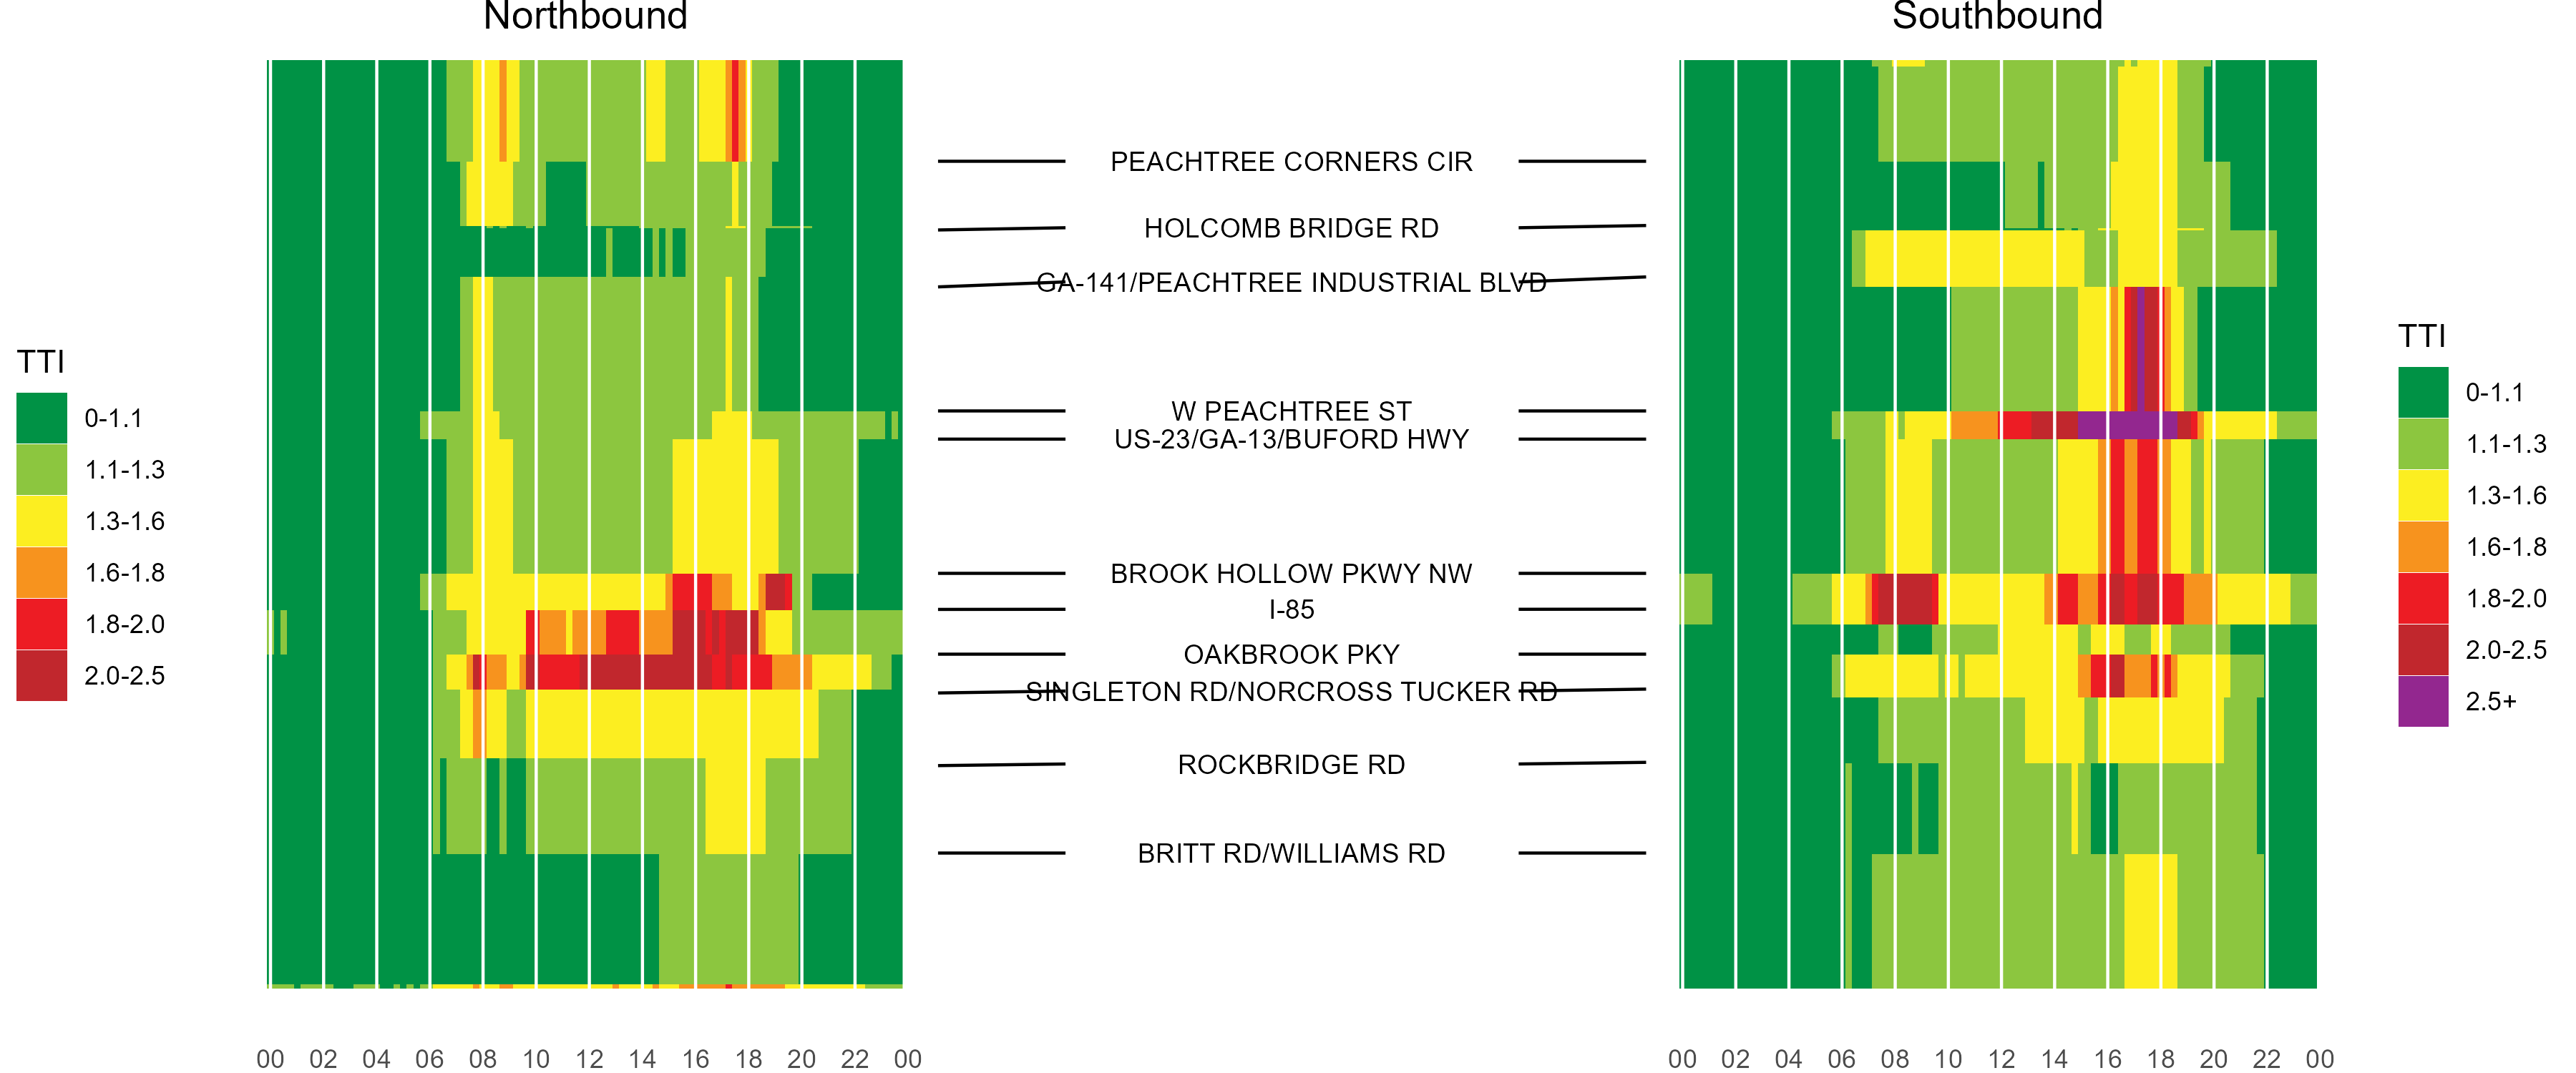 Northbound
Southbound
PEACHTREE CORNERS CIR
HOLCOMB BRIDGE RD
GA-141/PEACHTREE INDUSTRIAL BLVD
W PEACHTREE ST
US-23/GA-13/BUFORD HWY
BROOK HOLLOW PKWY NW
I-85
OAKBROOK PKY
SINGLETON RD/NORCROSS TUCKER RD
ROCKBRIDGE RD
BRITT RD/WILLIAMS RD
TTI
0-1.1
1.1-1.3
1.3-1.6
1.6-1.8
1.8-2.0
2.0-2.5
TTI
0-1.1
1.1-1.3
1.3-1.6
1.6-1.8
1.8-2.0
2.0-2.5
2.5+
00 02 04 06 08 10 12 14 16 18 20 22 00
00 02 04 06 08 10 12 14 16 18 20 22 00